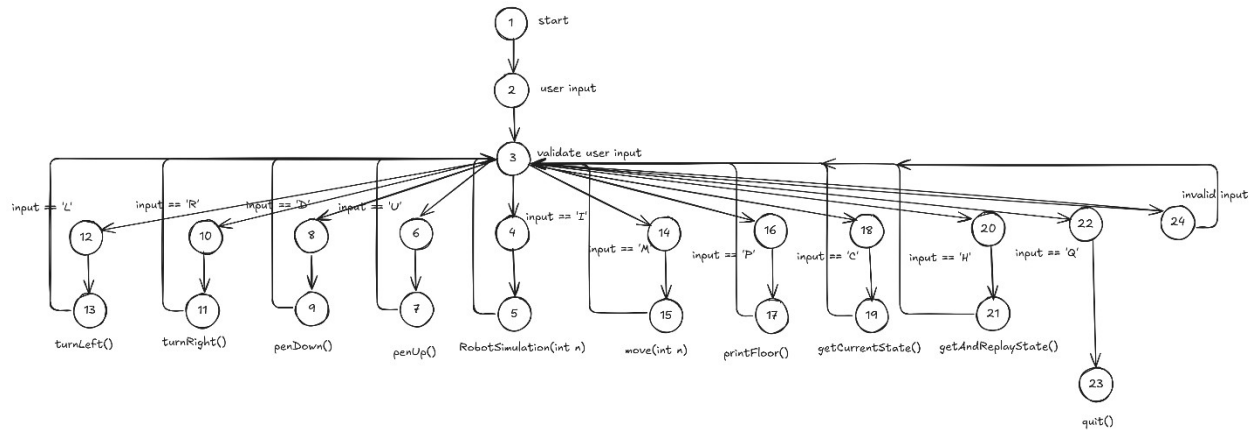 1 start
2 user input
3 validate user input
input == 'L' input == 'R' input == 'D' input == 'U' invalid input
input == 'I'
12 10 8 6 4 14 16 18 20 22 24
input == 'M input == 'P' input == 'C' input == 'H' input == 'Q'
13 11 9 7 5 15 17 19 21
turnLeft() turnRight() penDown() penUp() RobotSimulation(int n) move(int n) printFloor() getCurrentState() getAndReplayState()
23
quit()